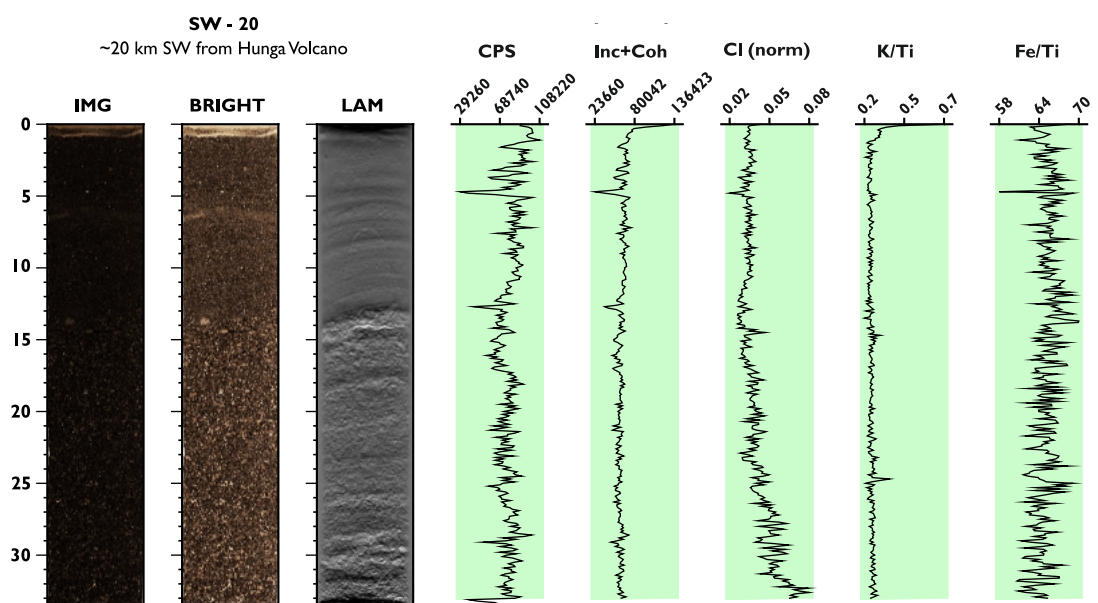 SW - 20
~20 km SW from Hunga Volcano
IMG
BRIGHT
LAM
CPS
Inc+Coh
Cl (norm)
K/Ti
Fe/Ti
29260 68740 108220
23660 80042 136423
0.02 0.05 0.08
0.2 0.5 0.7
58 64 70
0
5
10
15
20
25
30